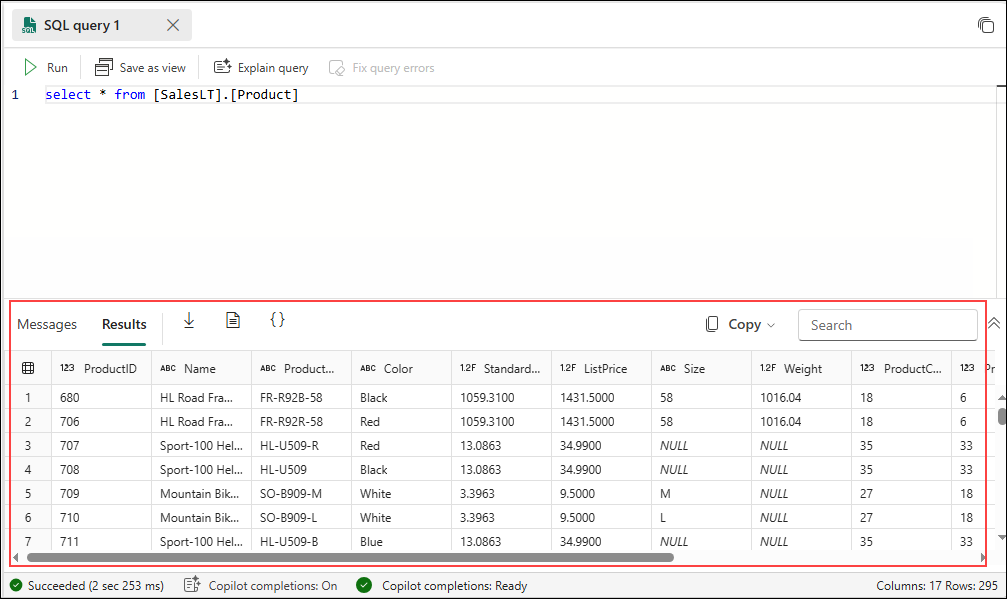 SQL query 1
Run Save as view Explain query Fix query errors
1 select * from [SalesLT].[Product]
Messages Results {} Copy Search
123 ProductID ABC Name ABC Product... ABC Color 1.2F Standard... 1.2F ListPrice ABC Size 1.2F Weight 123 ProductC... 123 Pr
1 680 HL Road Fra... FR-R92B-58 Black 1059.3100 1431.5000 58 1016.04 18 6
2 706 HL Road Fra... FR-R92R-58 Red 1059.3100 1431.5000 58 1016.04 18 6
3 707 Sport-100 Hel... HL-U509-R Red 13.0863 34.9900 NULL NULL 35 33
4 708 Sport-100 Hel... HL-U509 Black 13.0863 34.9900 NULL NULL 35 33
5 709 Mountain Bik... SO-B909-M White 3.3963 9.5000 M NULL 27 18
6 710 Mountain Bik... SO-B909-L White 3.3963 9.5000 L NULL 27 18
7 711 Sport-100 Hel... HL-U509-B Blue 13.0863 34.9900 NULL NULL 35 33
Succeeded (2 sec 253 ms) Copilot completions: On Copilot completions: Ready Columns: 17 Rows: 295